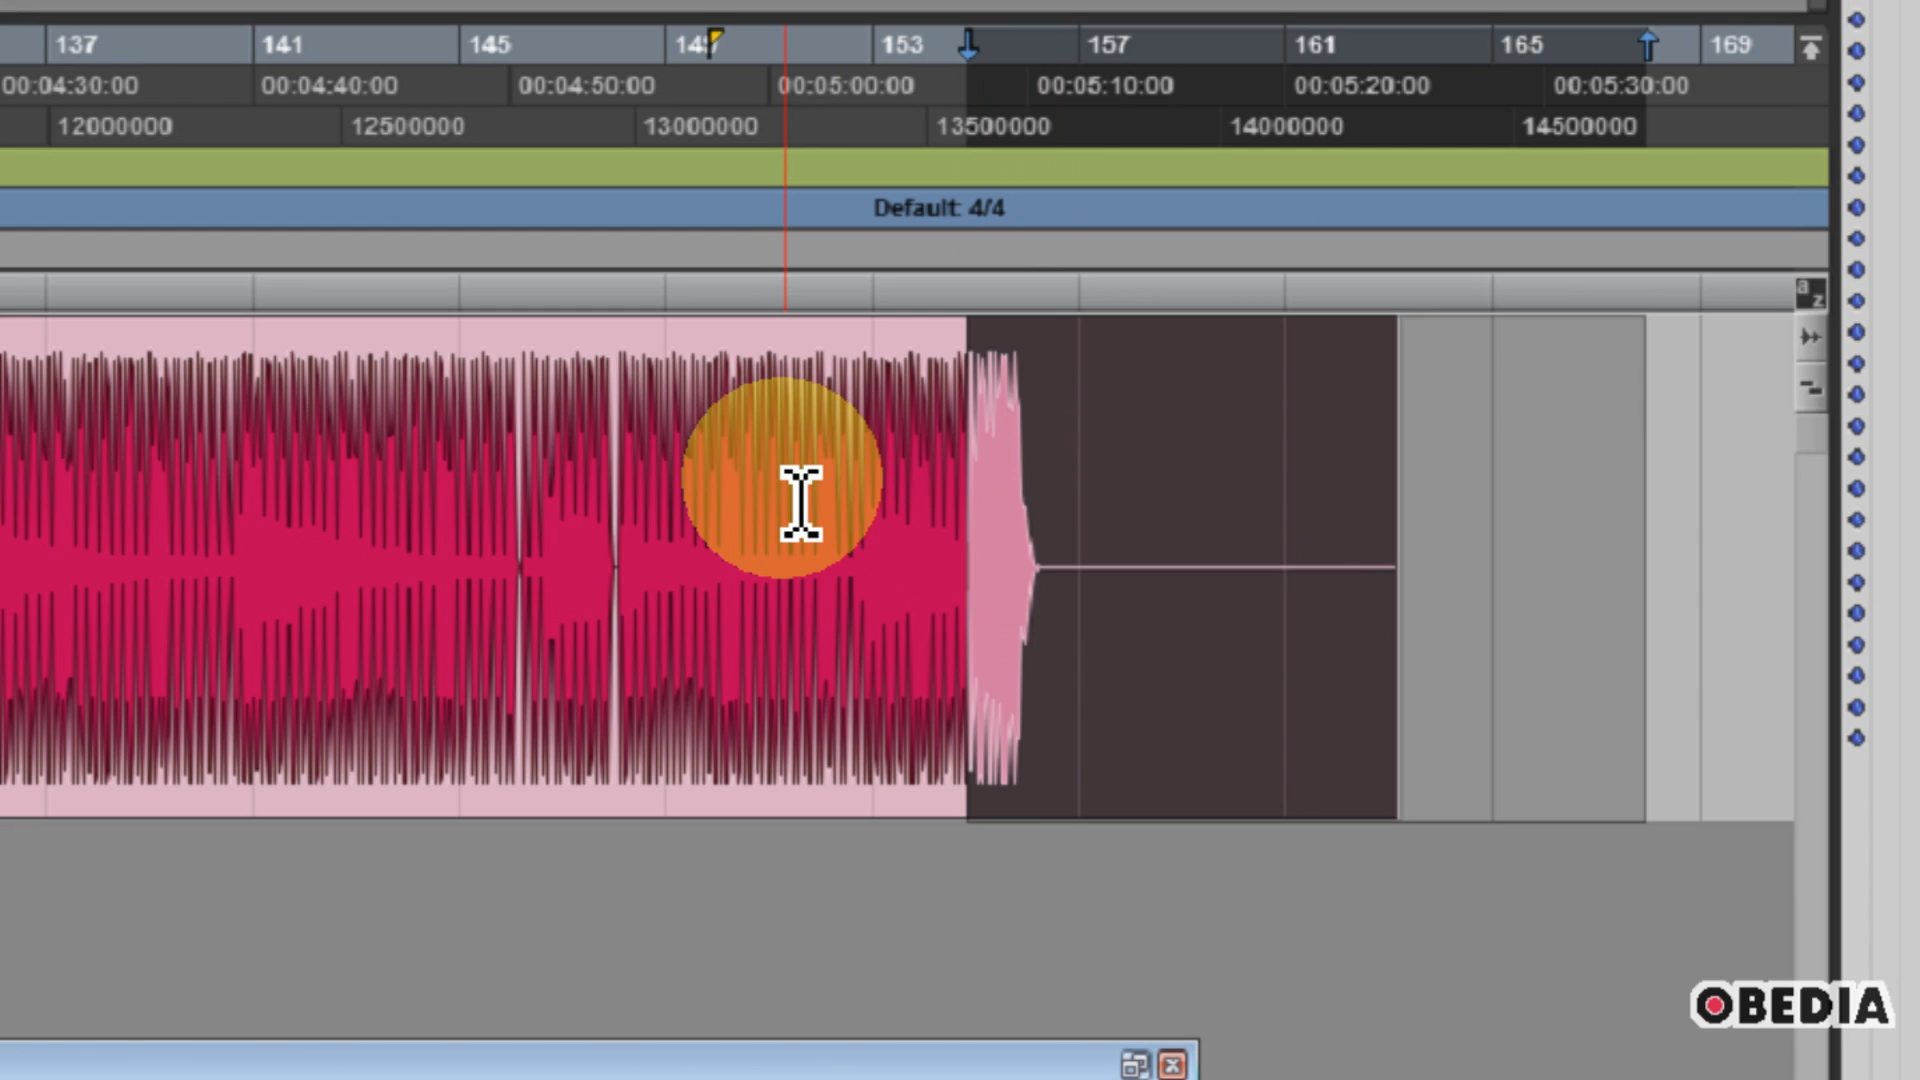 137 141 145 149 153 157 161 165 169
00:04:30:00 00:04:40:00 00:04:50:00 00:05:00:00 00:05:10:00 00:05:20:00 00:05:30:00
12000000 12500000 13000000 13500000 14000000 14500000
Default: 4/4
a z
OBEDIA